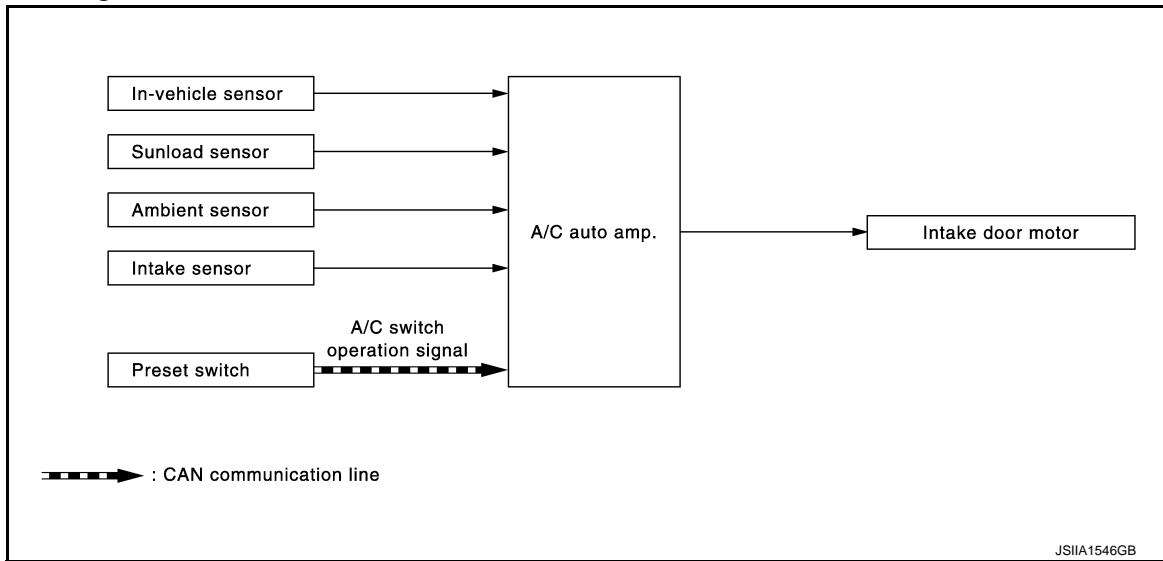 In-vehicle sensor
Sunload sensor
Ambient sensor
Intake sensor
A/C switch
operation signal
Preset switch
A/C auto amp.
Intake door motor
: CAN communication line
JSIIA1546GB